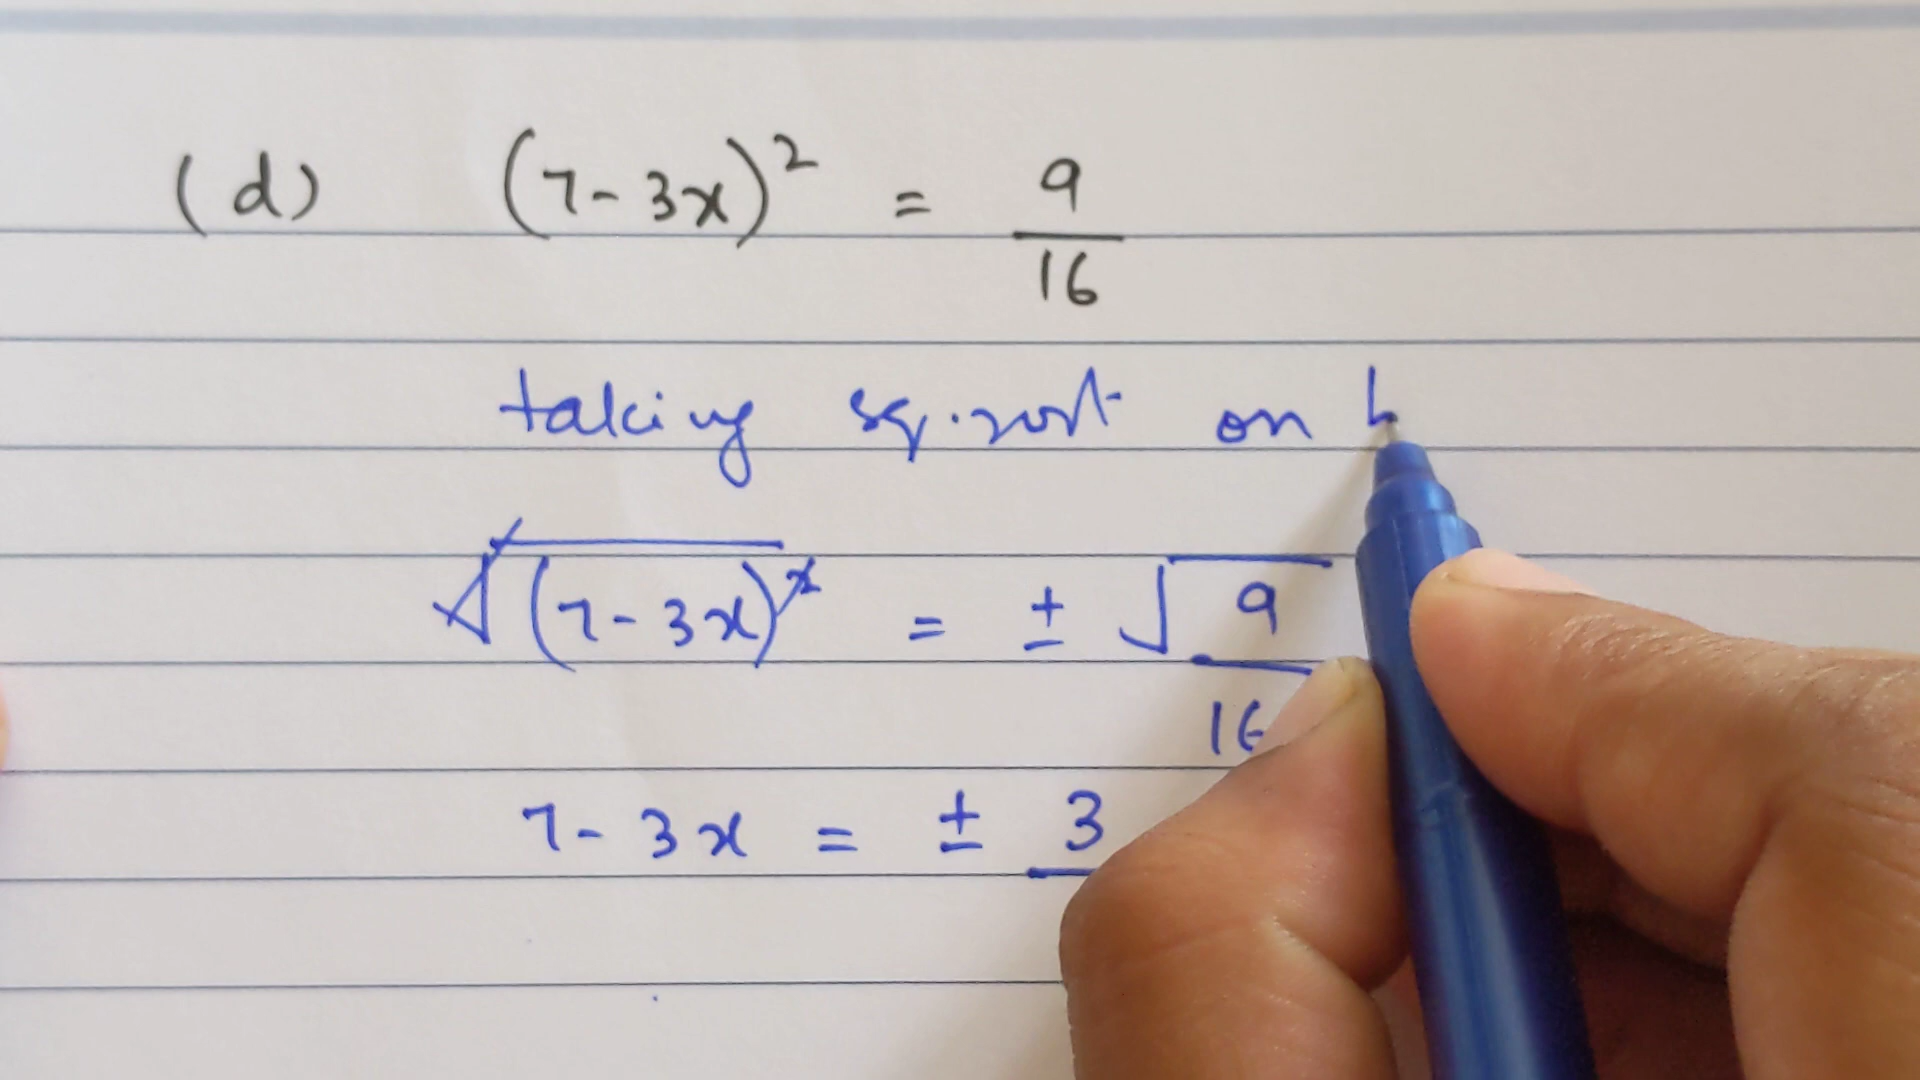 (d) (7-3x)² = 9/16
taking sq. root on b
√(7-3x)² = ± √9/16
7-3x = ± 3